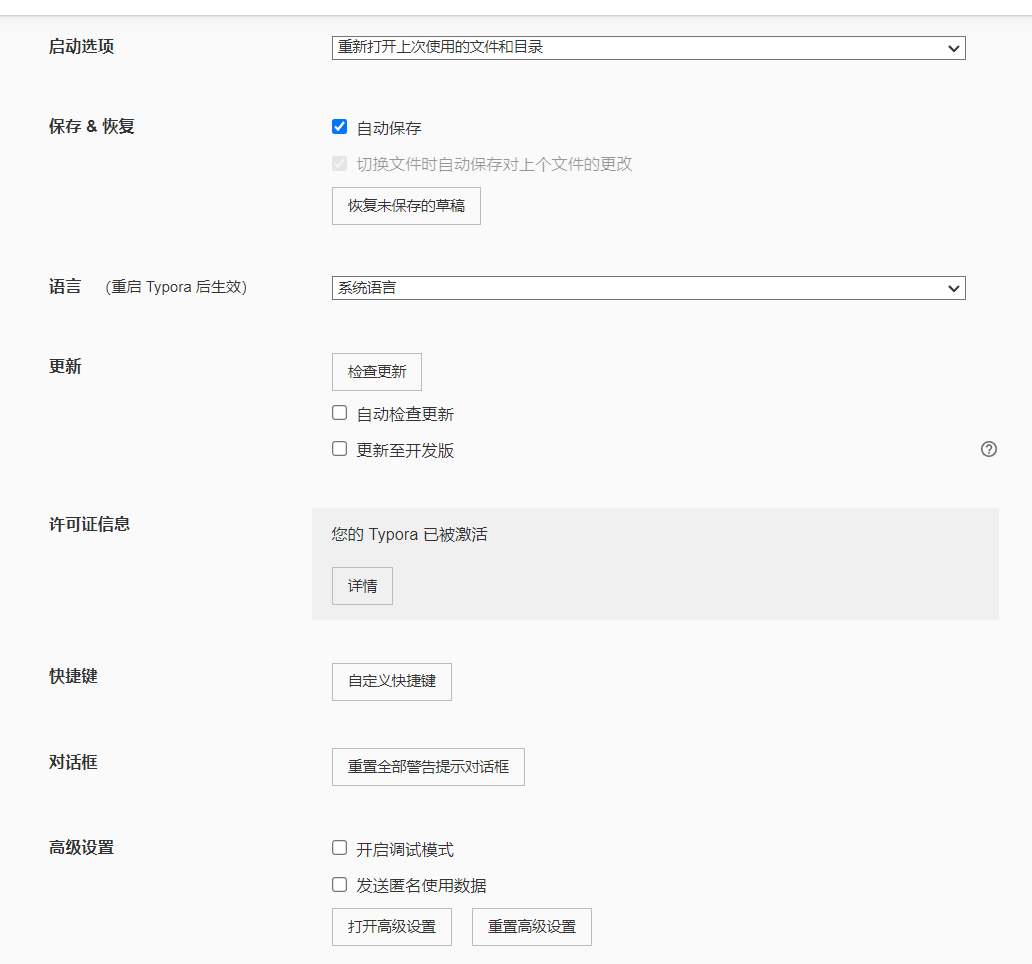 启动选项
重新打开上次使用的文件和目录
保存 & 恢复
自动保存
切换文件时自动保存对上个文件的更改
恢复未保存的草稿
语言 (重启 Typora 后生效)
系统语言
更新
检查更新
自动检查更新
更新至开发版
许可证信息
您的 Typora 已被激活
详情
快捷键
自定义快捷键
对话框
重置全部警告提示对话框
高级设置
开启调试模式
发送匿名使用数据
打开高级设置 重置高级设置